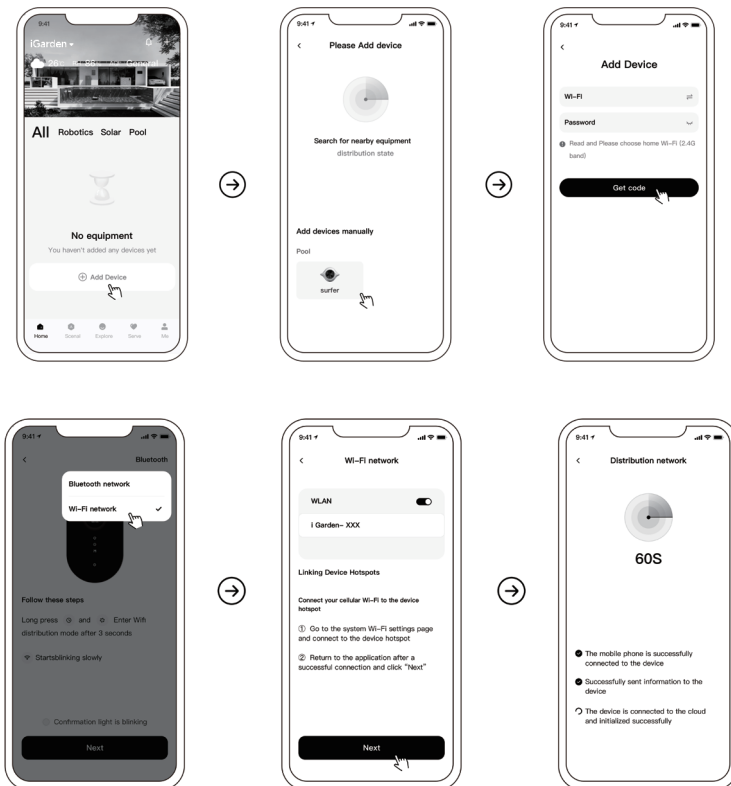 9:41
iGarden
General
All Robotics Solar Pool
No equipment
You haven't added any devices yet
Add Device
Home Scenel Explore Serve Me
9:41
Please Add device
Search for nearby equipment
distribution state
Add devices manually
Pool
surfer
9:41
Add Device
Wi-Fi
Password
Read and Please choose home Wi-Fi (2.4G
band)
Get code
9:41
Bluetooth
Bluetooth network
Wi-Fi network
Follow these steps
Long press and Enter Wifi
distribution mode after 3 seconds
Startsblinking slowly
Confirmation light is blinking
Next
9:41
Wi-Fi network
WLAN
i Garden- XXX
Linking Device Hotspots
Connect your cellular Wi-Fi to the device
hotspot
① Go to the system Wi-Fi settings page
and connect to the device hotspot
② Return to the application after a
successful connection and click "Next"
Next
9:41
Distribution network
60S
The mobile phone is successfully
connected to the device
Successfully sent information to the
device
The device is connected to the cloud
and initialized successfully